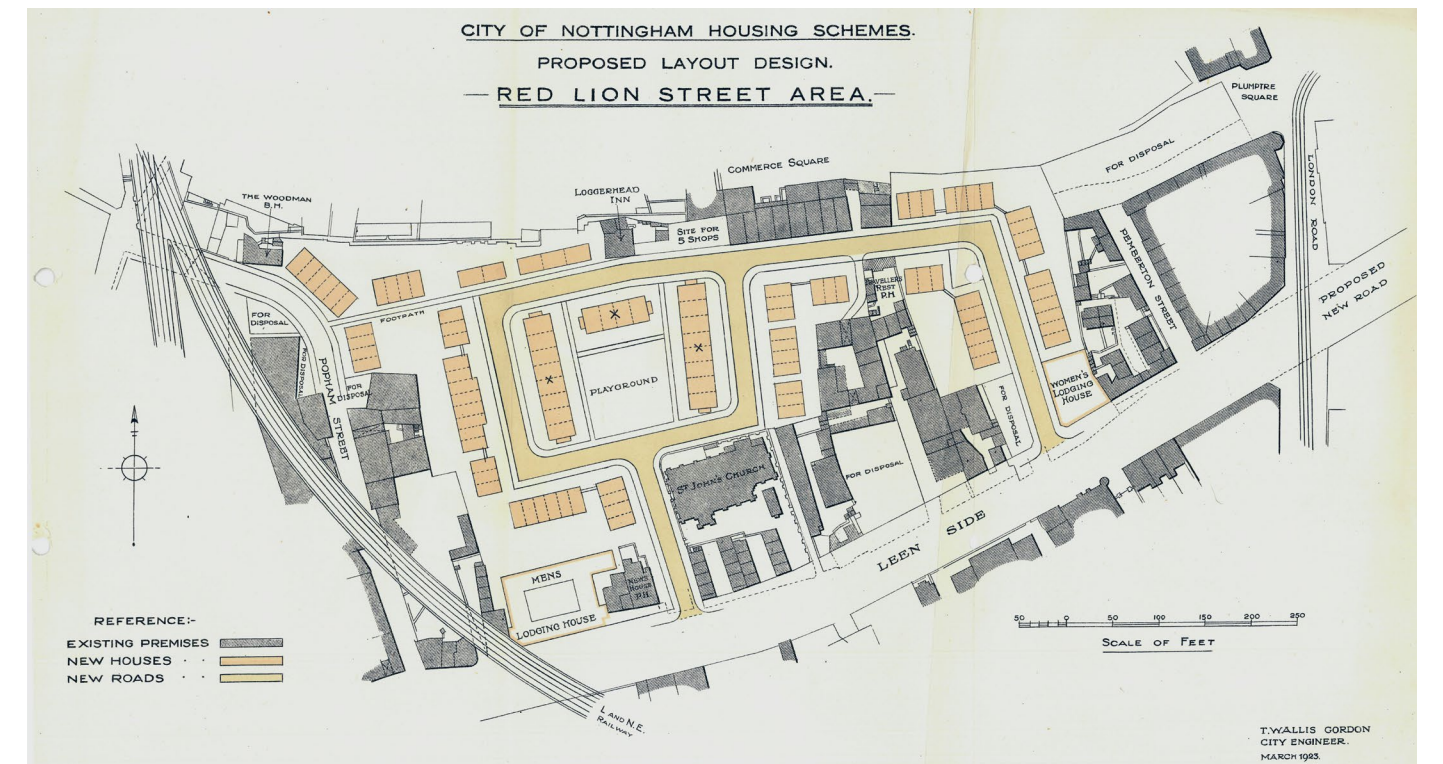 CITY OF NOTTINGHAM HOUSING SCHEMES.
PROPOSED LAYOUT DESIGN.
—RED LION STREET AREA.—
PLUMPTRE
SQUARE
FOR DISPOSAL
COMMERCE SQUARE
LOGGERHEAD
INN
THE WOODMAN
B.H.
SITE FOR
5 SHOPS
LONDON ROAD
PEMBERTON STREET
PROPOSED
NEW ROAD
TRAVELLERS
REST
P.H.
FOOTPATH
FOR
DISPOSAL
FOR DISPOSAL
POPHAM STREET
FOR
DISPOSAL
PLAYGROUND
WOMEN'S
LODGING
HOUSE
FOR DISPOSAL
FOR DISPOSAL
ST JOHN'S CHURCH
LEEN SIDE
MENS
LODGING HOUSE
NEWS
HOUSE
P.H.
L. AND N.E.
RAILWAY
REFERENCE:-
EXISTING PREMISES
NEW HOUSES · ·
NEW ROADS · ·
50 0 50 100 150 200 250
SCALE OF FEET
T. WALLIS GORDON
CITY ENGINEER.
MARCH 1923.